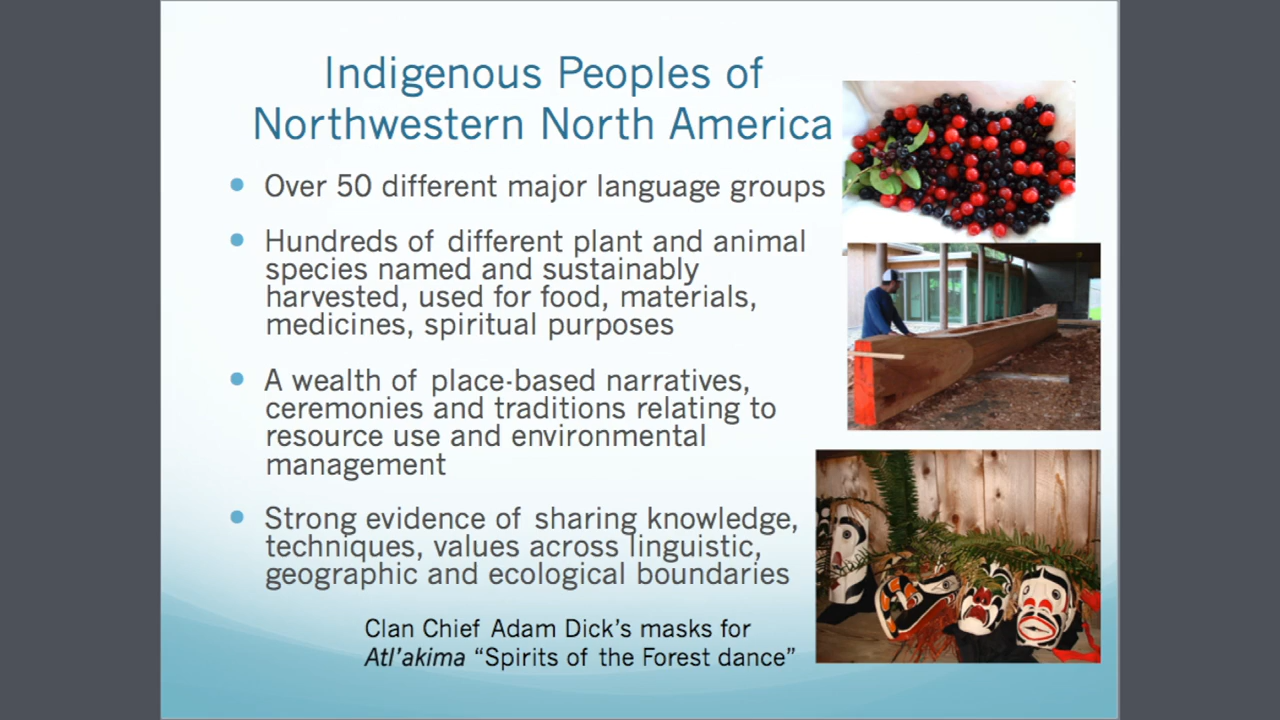 Indigenous Peoples of
Northwestern North America
Over 50 different major language groups
Hundreds of different plant and animal
species named and sustainably
harvested, used for food, materials,
medicines, spiritual purposes
A wealth of place-based narratives,
ceremonies and traditions relating to
resource use and environmental
management
Strong evidence of sharing knowledge,
techniques, values across linguistic,
geographic and ecological boundaries
Clan Chief Adam Dick's masks for
Atl'akima “Spirits of the Forest dance”